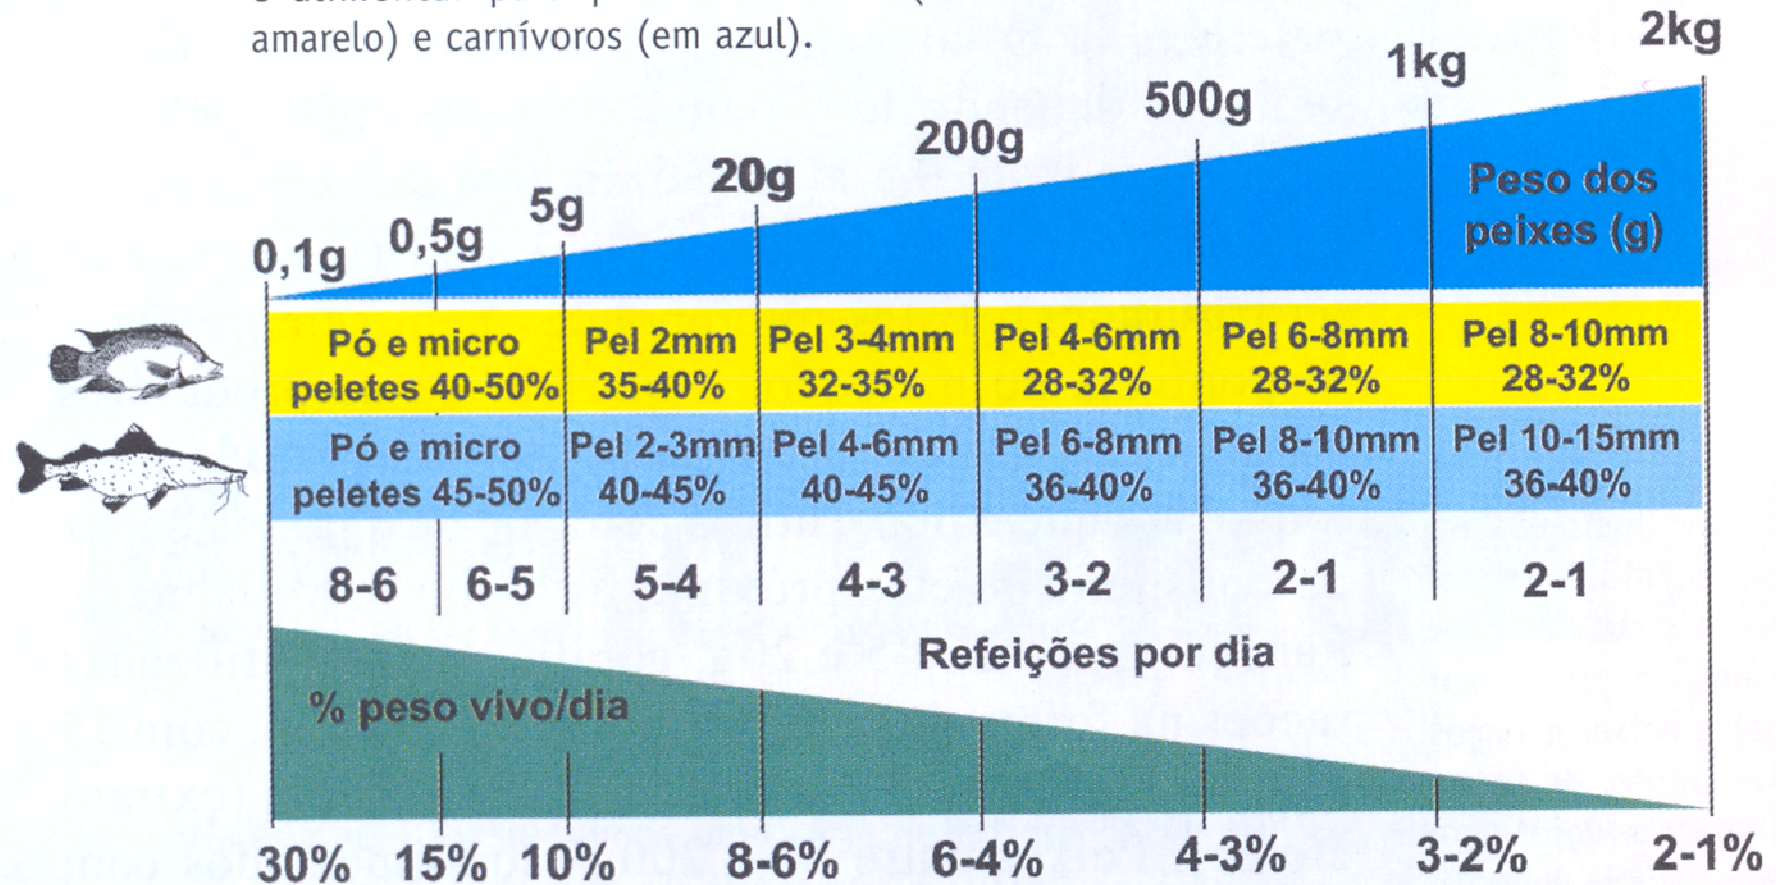 amarelo) e carnívoros (em azul).
0,1g 0,5g 5g 20g 200g 500g 1kg 2kg
Peso dos
peixes (g)
Pó e micro Pel 2mm Pel 3-4mm Pel 4-6mm Pel 6-8mm Pel 8-10mm
peletes 40-50% 35-40% 32-35% 28-32% 28-32% 28-32%
Pó e micro Pel 2-3mm Pel 4-6mm Pel 6-8mm Pel 8-10mm Pel 10-15mm
peletes 45-50% 40-45% 40-45% 36-40% 36-40% 36-40%
8-6 6-5 5-4 4-3 3-2 2-1 2-1
Refeições por dia
% peso vivo/dia
30% 15% 10% 8-6% 6-4% 4-3% 3-2% 2-1%